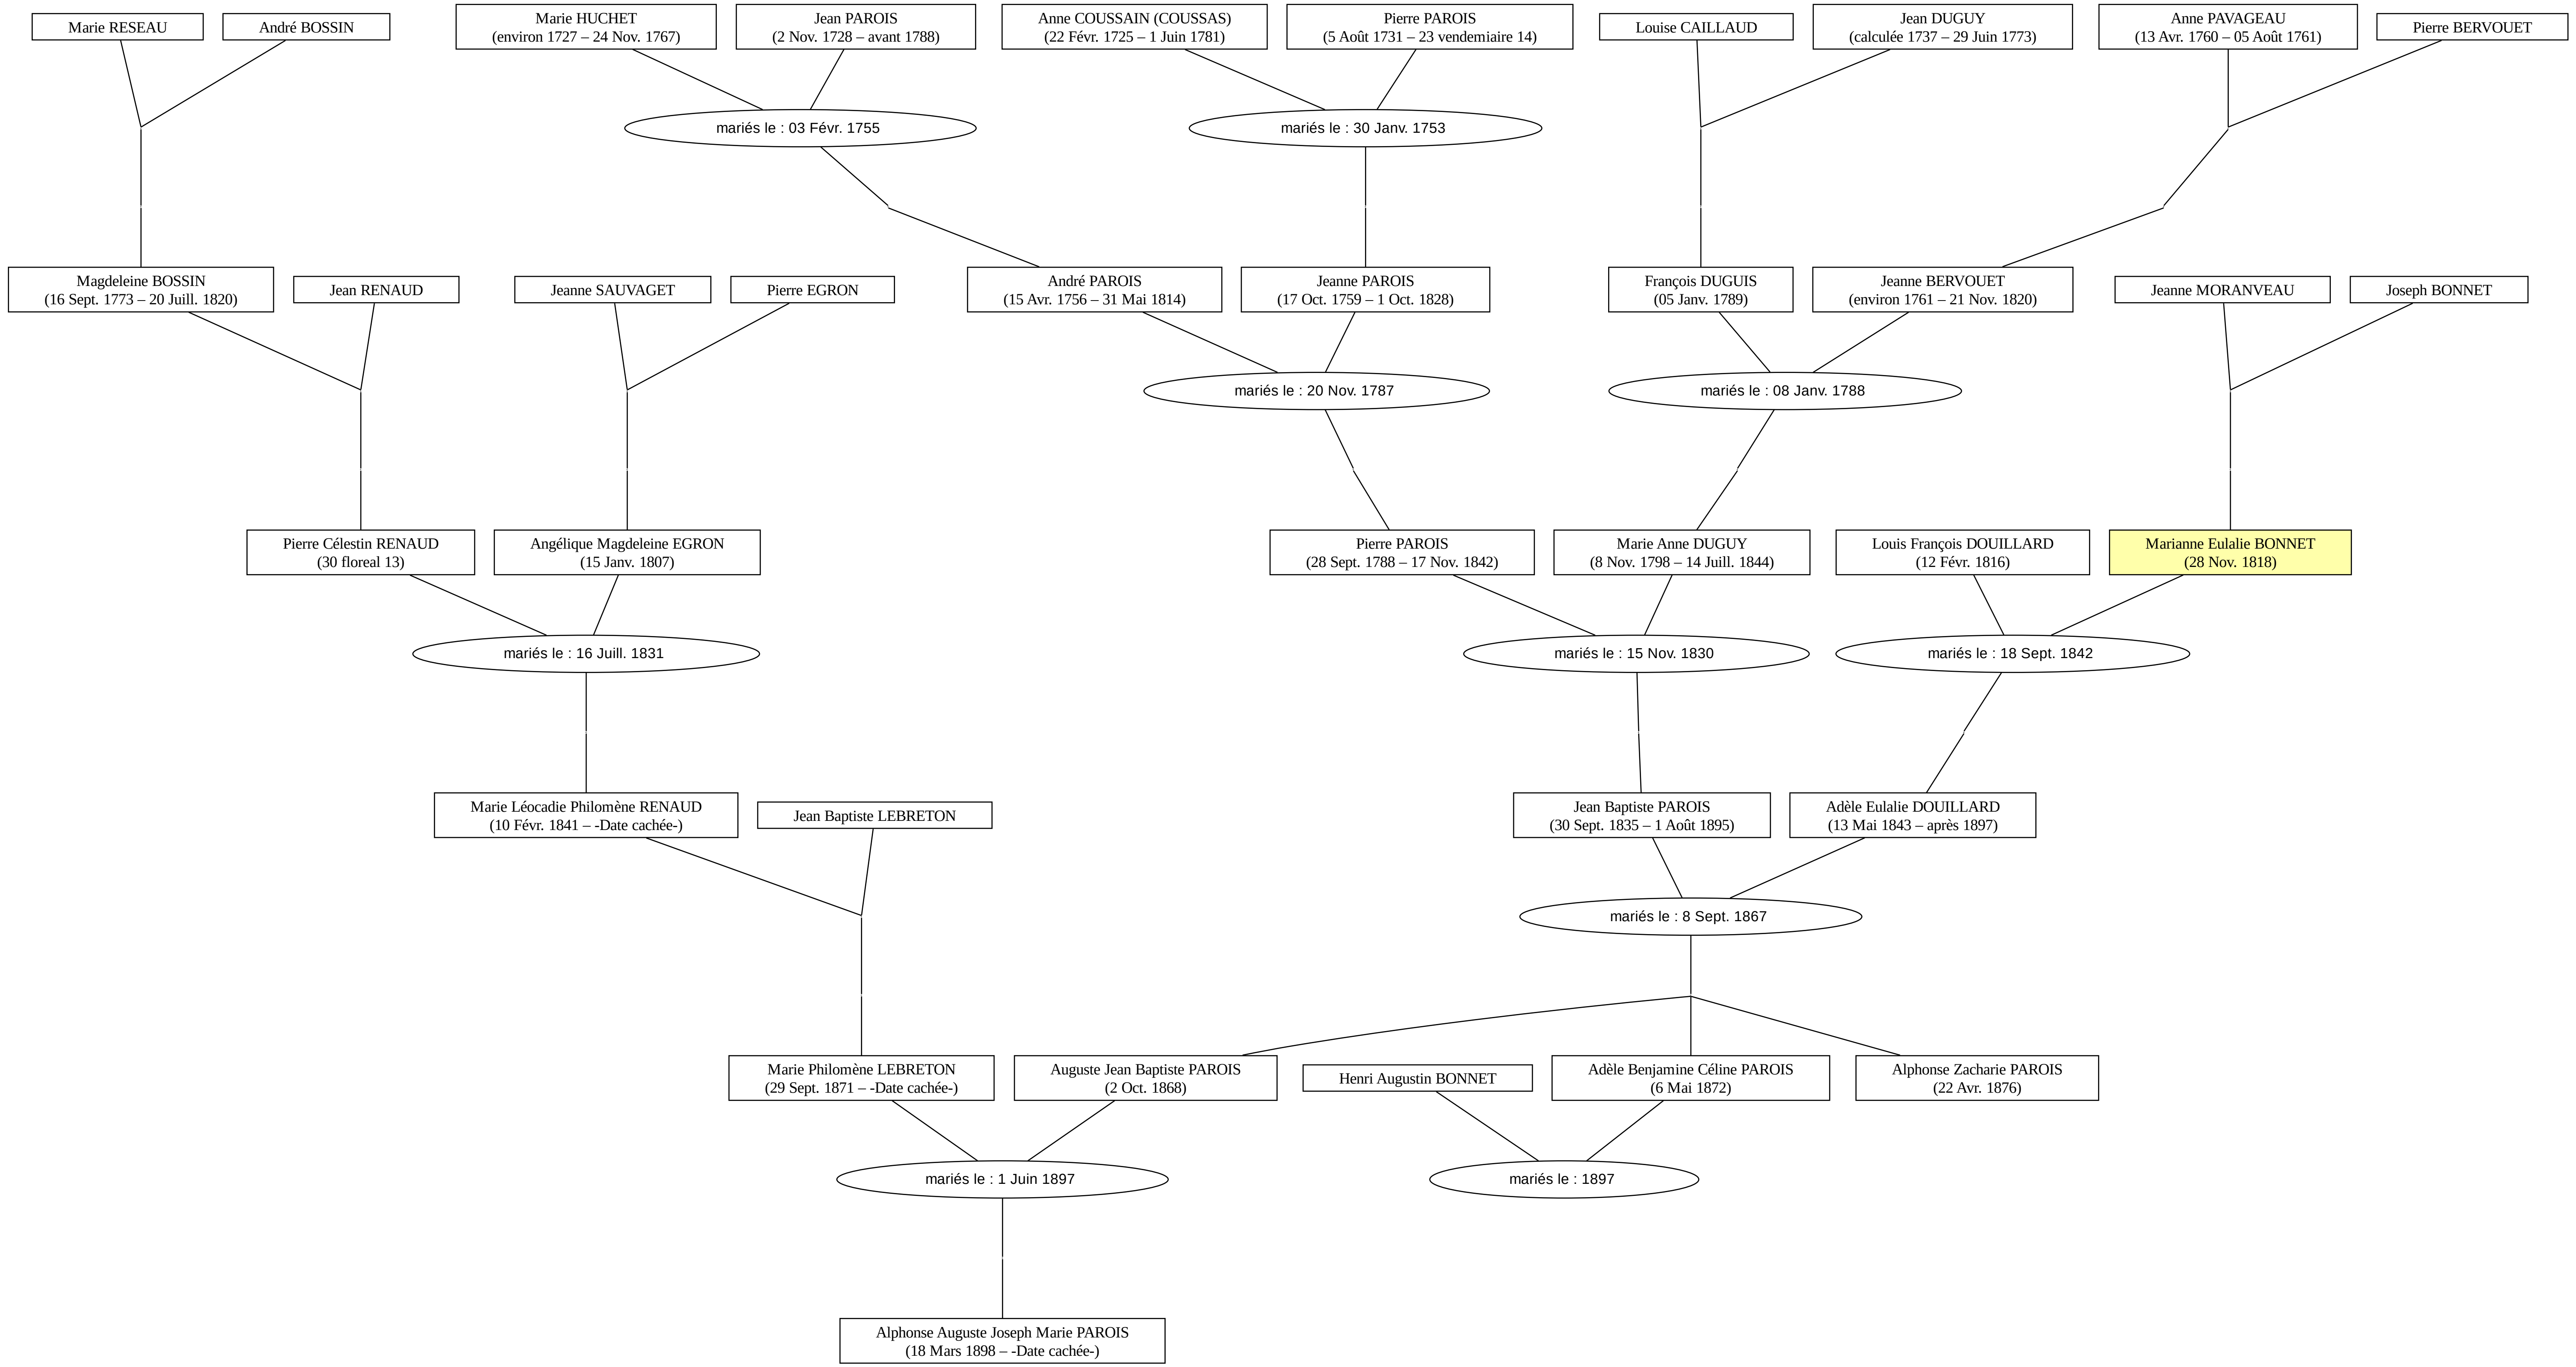 Marie RESEAU
André BOSSIN
Marie HUCHET
(environ 1727 – 24 Nov. 1767)
Jean PAROIS
(2 Nov. 1728 – avant 1788)
Anne COUSSAIN (COUSSAS)
(22 Févr. 1725 – 1 Juin 1781)
Pierre PAROIS
(5 Août 1731 – 23 vendemiaire 14)
Louise CAILLAUD
Jean DUGUY
(calculée 1737 – 29 Juin 1773)
Anne PAVAGEAU
(13 Avr. 1760 – 05 Août 1761)
Pierre BERVOUET
mariés le : 03 Févr. 1755
mariés le : 30 Janv. 1753
Magdeleine BOSSIN
(16 Sept. 1773 – 20 Juill. 1820)
Jean RENAUD
Jeanne SAUVAGET
Pierre EGRON
André PAROIS
(15 Avr. 1756 – 31 Mai 1814)
Jeanne PAROIS
(17 Oct. 1759 – 1 Oct. 1828)
François DUGUIS
(05 Janv. 1789)
Jeanne BERVOUET
(environ 1761 – 21 Nov. 1820)
Jeanne MORANVEAU
Joseph BONNET
mariés le : 20 Nov. 1787
mariés le : 08 Janv. 1788
Pierre Célestin RENAUD
(30 floreal 13)
Angélique Magdeleine EGRON
(15 Janv. 1807)
Pierre PAROIS
(28 Sept. 1788 – 17 Nov. 1842)
Marie Anne DUGUY
(8 Nov. 1798 – 14 Juill. 1844)
Louis François DOUILLARD
(12 Févr. 1816)
Marianne Eulalie BONNET
(28 Nov. 1818)
mariés le : 16 Juill. 1831
mariés le : 15 Nov. 1830
mariés le : 18 Sept. 1842
Marie Léocadie Philomène RENAUD
(10 Févr. 1841 – -Date cachée-)
Jean Baptiste LEBRETON
Jean Baptiste PAROIS
(30 Sept. 1835 – 1 Août 1895)
Adèle Eulalie DOUILLARD
(13 Mai 1843 – après 1897)
mariés le : 8 Sept. 1867
Marie Philomène LEBRETON
(29 Sept. 1871 – -Date cachée-)
Auguste Jean Baptiste PAROIS
(2 Oct. 1868)
Henri Augustin BONNET
Adèle Benjamine Céline PAROIS
(6 Mai 1872)
Alphonse Zacharie PAROIS
(22 Avr. 1876)
mariés le : 1 Juin 1897
mariés le : 1897
Alphonse Auguste Joseph Marie PAROIS
(18 Mars 1898 – -Date cachée-)